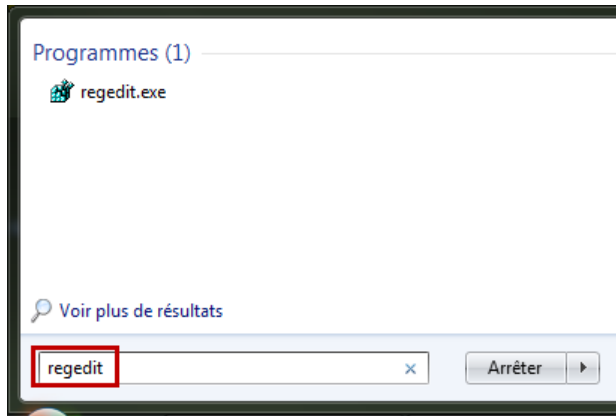 Programmes (1)
regedit.exe
Voir plus de résultats
regedit
Arrêter